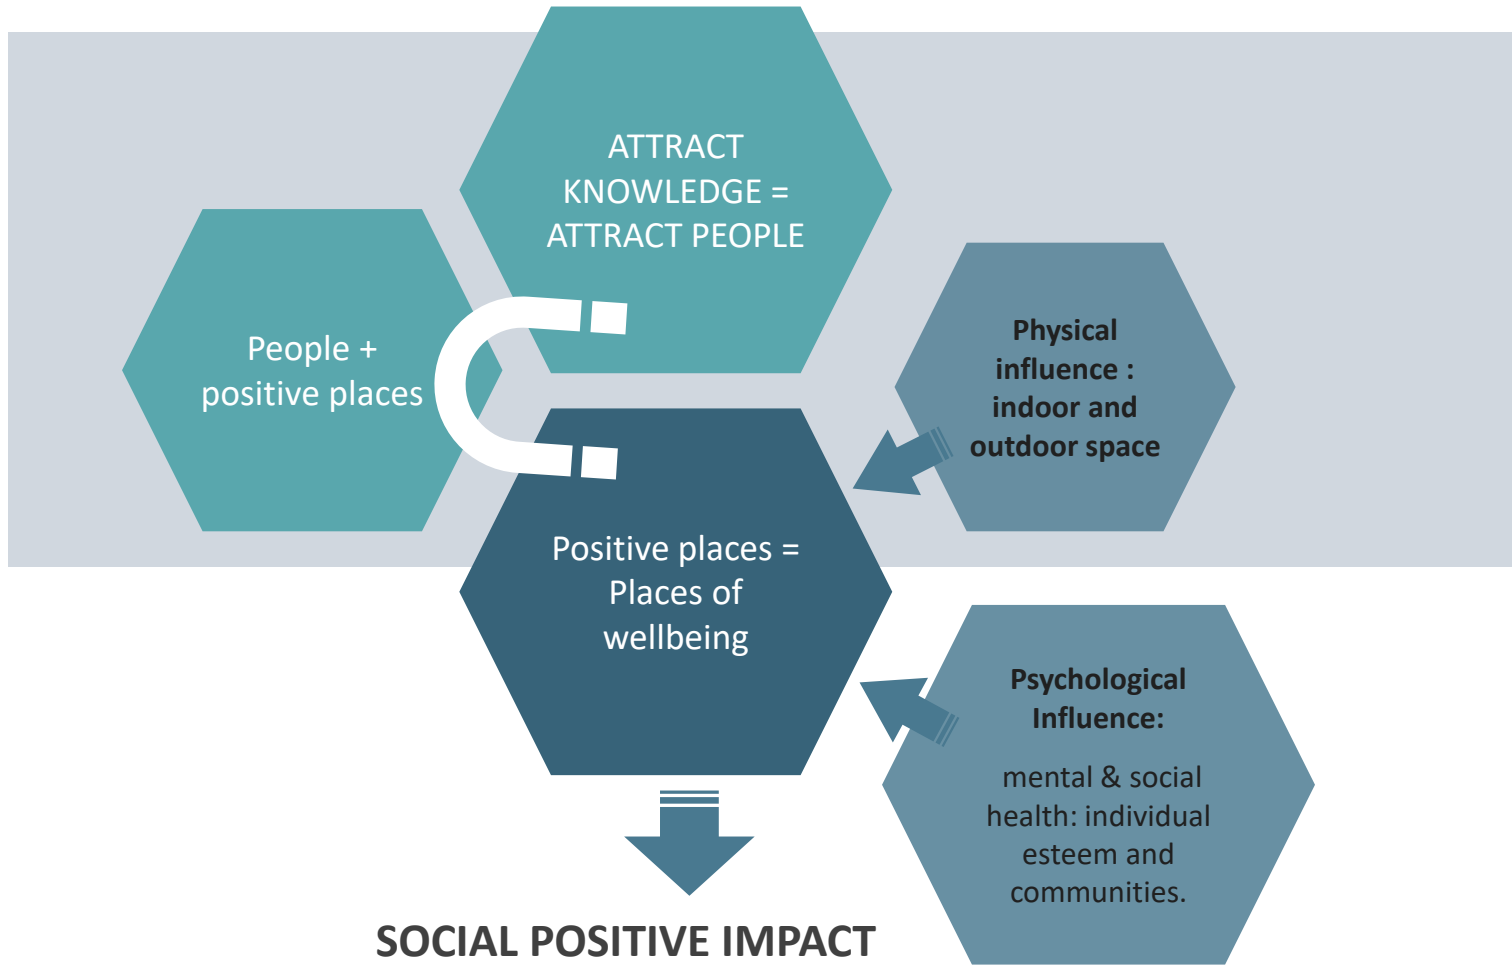 ATTRACT
KNOWLEDGE =
ATTRACT PEOPLE
People +
positive places
Physical
influence :
indoor and
outdoor space
Positive places =
Places of
wellbeing
Psychological
Influence:
mental & social
health: individual
esteem and
communities.
SOCIAL POSITIVE IMPACT